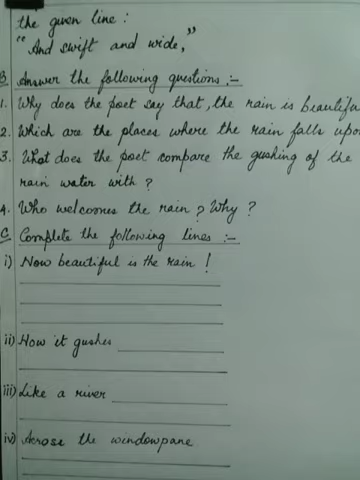 the given line:
"And swift and wide,"
B Answer the following questions:-
1. Why does the poet say that, the rain is beautifu
2. Which are the places where the rain falls upon
3. What does the poet compare the gushing of the
rain water with?
4. Who welcomes the rain? Why?
C. Complete the following lines :-
i) Now beautiful is the rain!
ii) How it gushes
iii) Like a river
iv) Across the windowpane